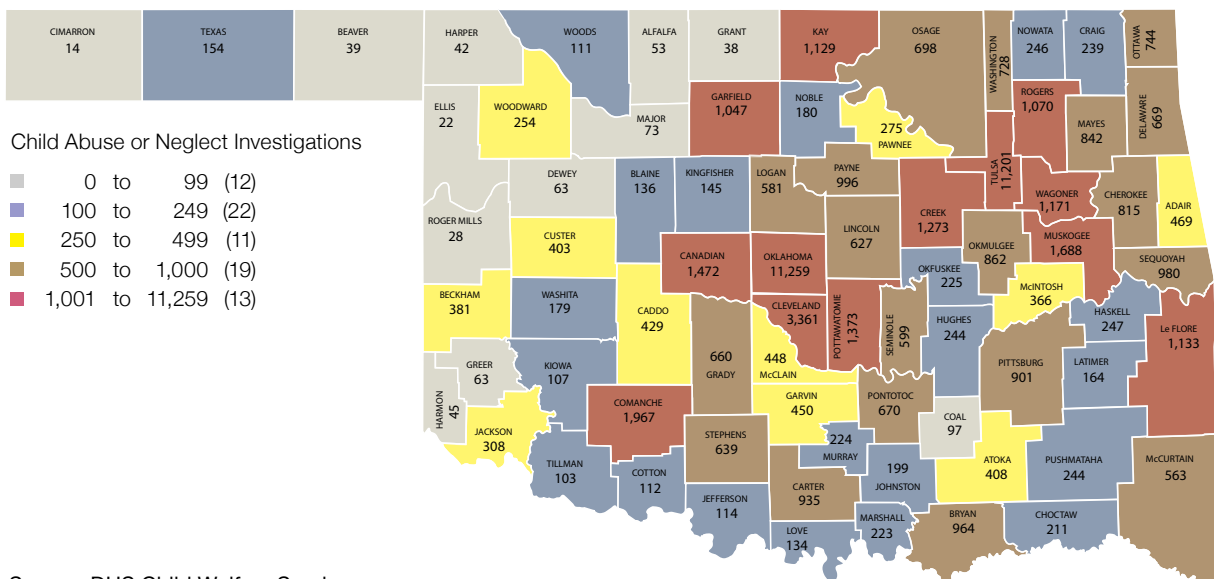 CIMARRON
14
TEXAS
154
BEAVER
39
HARPER
42
WOODS
111
ALFALFA
53
GRANT
38
KAY
1,129
OSAGE
698
WASHINGTON
728
NOWATA
246
CRAIG
239
OTTAWA
744
ELLIS
22
WOODWARD
254
MAJOR
73
GARFIELD
1,047
NOBLE
180
275
PAWNEE
ROGERS
1,070
MAYES
842
DELAWARE
669
Child Abuse or Neglect Investigations
0 to 99 (12)
100 to 249 (22)
250 to 499 (11)
500 to 1,000 (19)
1,001 to 11,259 (13)
DEWEY
63
BLAINE
136
KINGFISHER
145
LOGAN
581
PAYNE
996
TULSA
11,201
WAGONER
1,171
CHEROKEE
815
ADAIR
469
ROGER MILLS
28
CUSTER
403
CANADIAN
1,472
OKLAHOMA
11,259
LINCOLN
627
CREEK
1,273
OKMULGEE
862
MUSKOGEE
1,688
SEQUOYAH
980
BECKHAM
381
WASHITA
179
CADDO
429
CLEVELAND
3,361
POTTAWATOMIE
1,373
SEMINOLE
599
OKFUSKEE
225
HUGHES
244
McINTOSH
366
HASKELL
247
Le FLORE
1,133
GREER
63
KIOWA
107
660
GRADY
448
McCLAIN
PITTSBURG
901
LATIMER
164
HARMON
45
JACKSON
308
COMANCHE
1,967
GARVIN
450
PONTOTOC
670
COAL
97
STEPHENS
639
224
MURRAY
TILLMAN
103
COTTON
112
199
JOHNSTON
ATOKA
408
PUSHMATAHA
244
McCURTAIN
563
JEFFERSON
114
CARTER
935
LOVE
134
MARSHALL
223
BRYAN
964
CHOCTAW
211